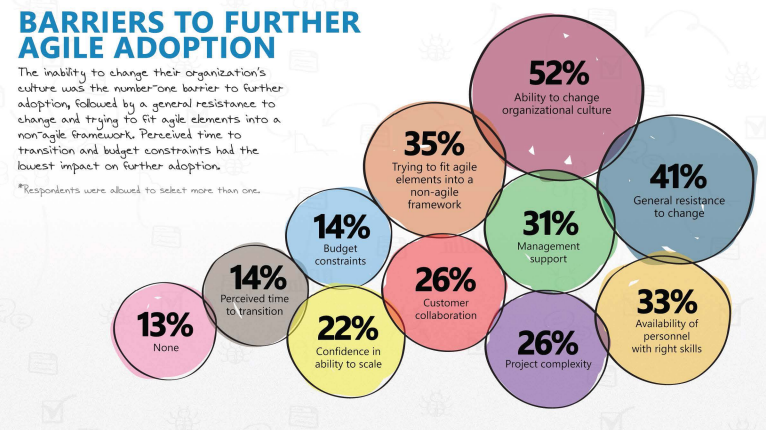 BARRIERS TO FURTHER
AGILE ADOPTION
The inability to change their organization's
culture was the number-one barrier to further
adoption, followed by a general resistance to
change and trying to fit agile elements into a
non-agile framework. Perceived time to
transition and budget constraints had the
lowest impact on further adoption.
*Respondents were allowed to select more than one.
52%
Ability to change
organizational culture
35%
Trying to fit agile
elements into a
non-agile
framework
41%
General resistance
to change
14%
Budget
constraints
31%
Management
support
14%
Perceived time
to transition
26%
Customer
collaboration
33%
Availability of
personnel
with right skills
13%
None
22%
Confidence in
ability to scale
26%
Project complexity